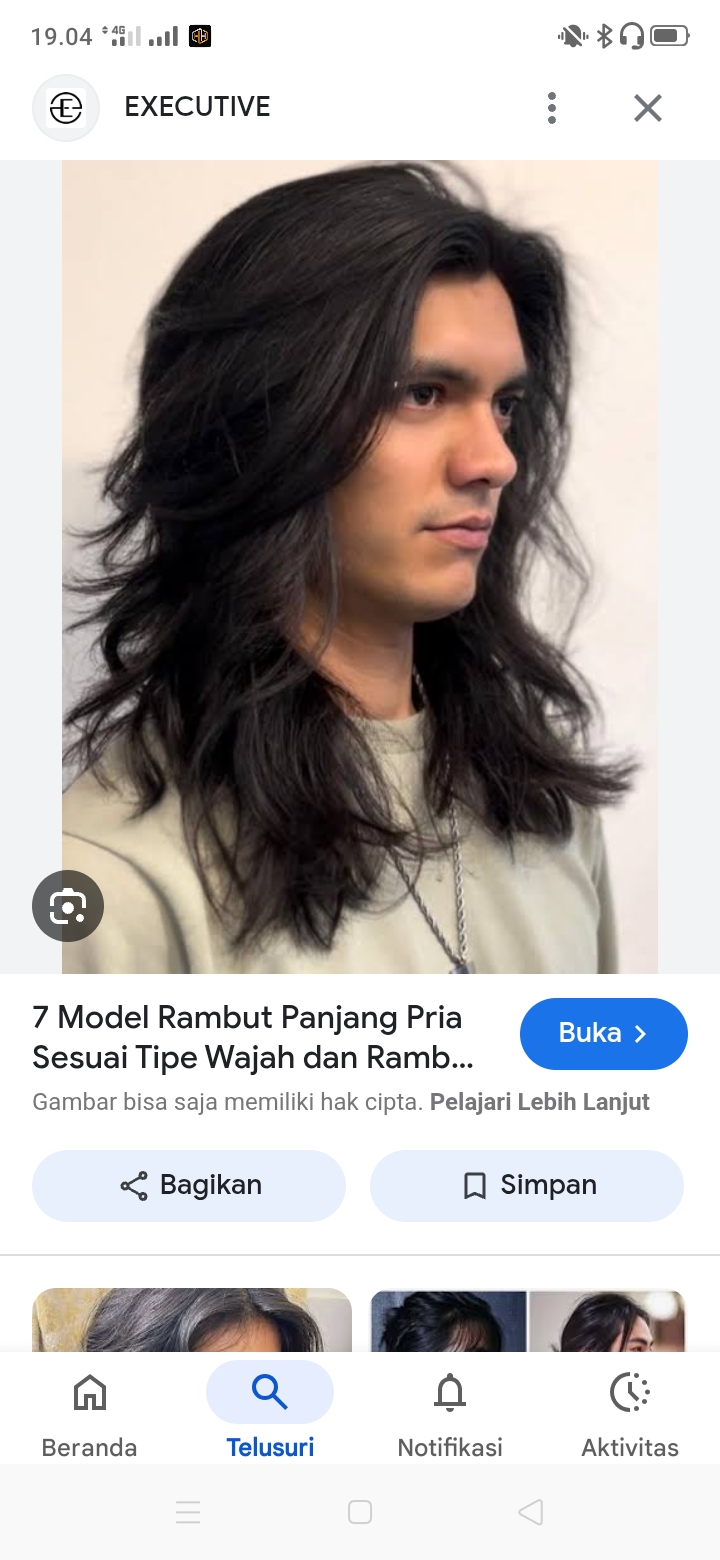 19.04 4G
EXECUTIVE
7 Model Rambut Panjang Pria
Sesuai Tipe Wajah dan Ramb...
Buka
Gambar bisa saja memiliki hak cipta. Pelajari Lebih Lanjut
Bagikan
Simpan
Beranda
Telusuri
Notifikasi
Aktivitas